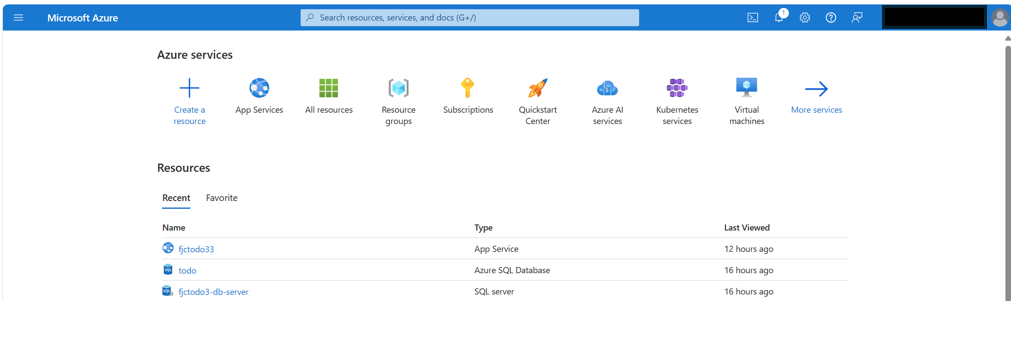 Microsoft Azure
Search resources, services, and docs (G+/)
1
Azure services
Create a
resource
App Services
All resources
Resource
groups
Subscriptions
Quickstart
Center
Azure AI
services
Kubernetes
services
Virtual
machines
More services
Resources
Recent Favorite
Name Type Last Viewed
fjctodo33 App Service 12 hours ago
SQL todo Azure SQL Database 16 hours ago
SQL fjctodo3-db-server SQL server 16 hours ago